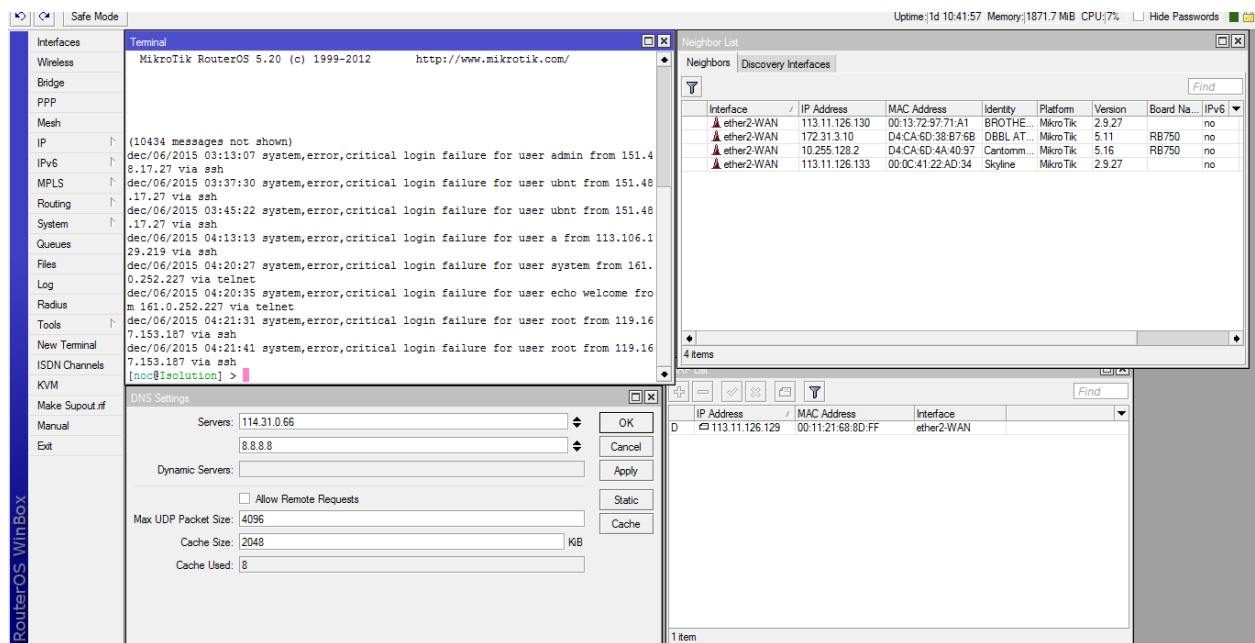 Safe Mode
Uptime: 1d 10:41:57 Memory: 1871.7 MiB CPU: 7% Hide Passwords
RouterOS WinBox
Interfaces
Wireless
Bridge
PPP
Mesh
IP
IPv6
MPLS
Routing
System
Queues
Files
Log
Radius
Tools
New Terminal
ISDN Channels
KVM
Make Supout.rif
Manual
Exit
Terminal
MikroTik RouterOS 5.20 (c) 1999-2012 http://www.mikrotik.com/
(10434 messages not shown)
dec/06/2015 03:13:07 system,error,critical login failure for user admin from 151.4
8.17.27 via ssh
dec/06/2015 03:37:30 system,error,critical login failure for user ubnt from 151.48
.17.27 via ssh
dec/06/2015 03:45:22 system,error,critical login failure for user ubnt from 151.48
.17.27 via ssh
dec/06/2015 04:13:13 system,error,critical login failure for user a from 113.106.1
29.219 via ssh
dec/06/2015 04:20:27 system,error,critical login failure for user system from 161.
0.252.227 via telnet
dec/06/2015 04:20:35 system,error,critical login failure for user echo welcome fro
m 161.0.252.227 via telnet
dec/06/2015 04:21:31 system,error,critical login failure for user root from 119.16
7.153.187 via ssh
dec/06/2015 04:21:41 system,error,critical login failure for user root from 119.16
7.153.187 via ssh
[noc@Isolution] >
Neighbor List
Neighbors Discovery Interfaces
Find
Interface IP Address MAC Address Identity Platform Version Board Na... IPv6
ether2-WAN 113.11.126.130 00:13:72:97:71:A1 BROTHE... MikroTik 2.9.27 no
ether2-WAN 172.31.3.10 D4:CA:6D:38:B7:6B DBBL AT... MikroTik 5.11 RB750 no
ether2-WAN 10.255.128.2 D4:CA:6D:4A:40:97 Cantomm... MikroTik 5.16 RB750 no
ether2-WAN 113.11.126.133 00:0C:41:22:AD:34 Skyline MikroTik 2.9.27 no
4 items
DNS Settings
Servers: 114.31.0.66
8.8.8.8
Dynamic Servers:
Allow Remote Requests
Max UDP Packet Size: 4096
Cache Size: 2048 KiB
Cache Used: 8
OK
Cancel
Apply
Static
Cache
List
Find
IP Address MAC Address Interface
D 113.11.126.129 00:11:21:68:8D:FF ether2-WAN
1 item